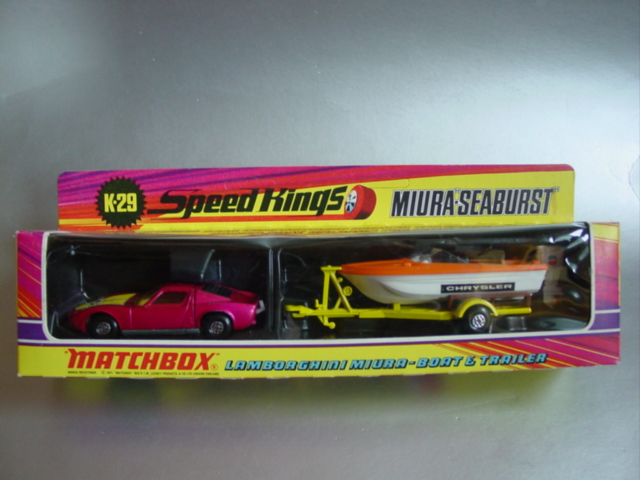 K-29
Speed Kings
MIURA-SEABURST
CHRYSLER
"MATCHBOX"
LAMBORGHINI MIURA-BOAT & TRAILER